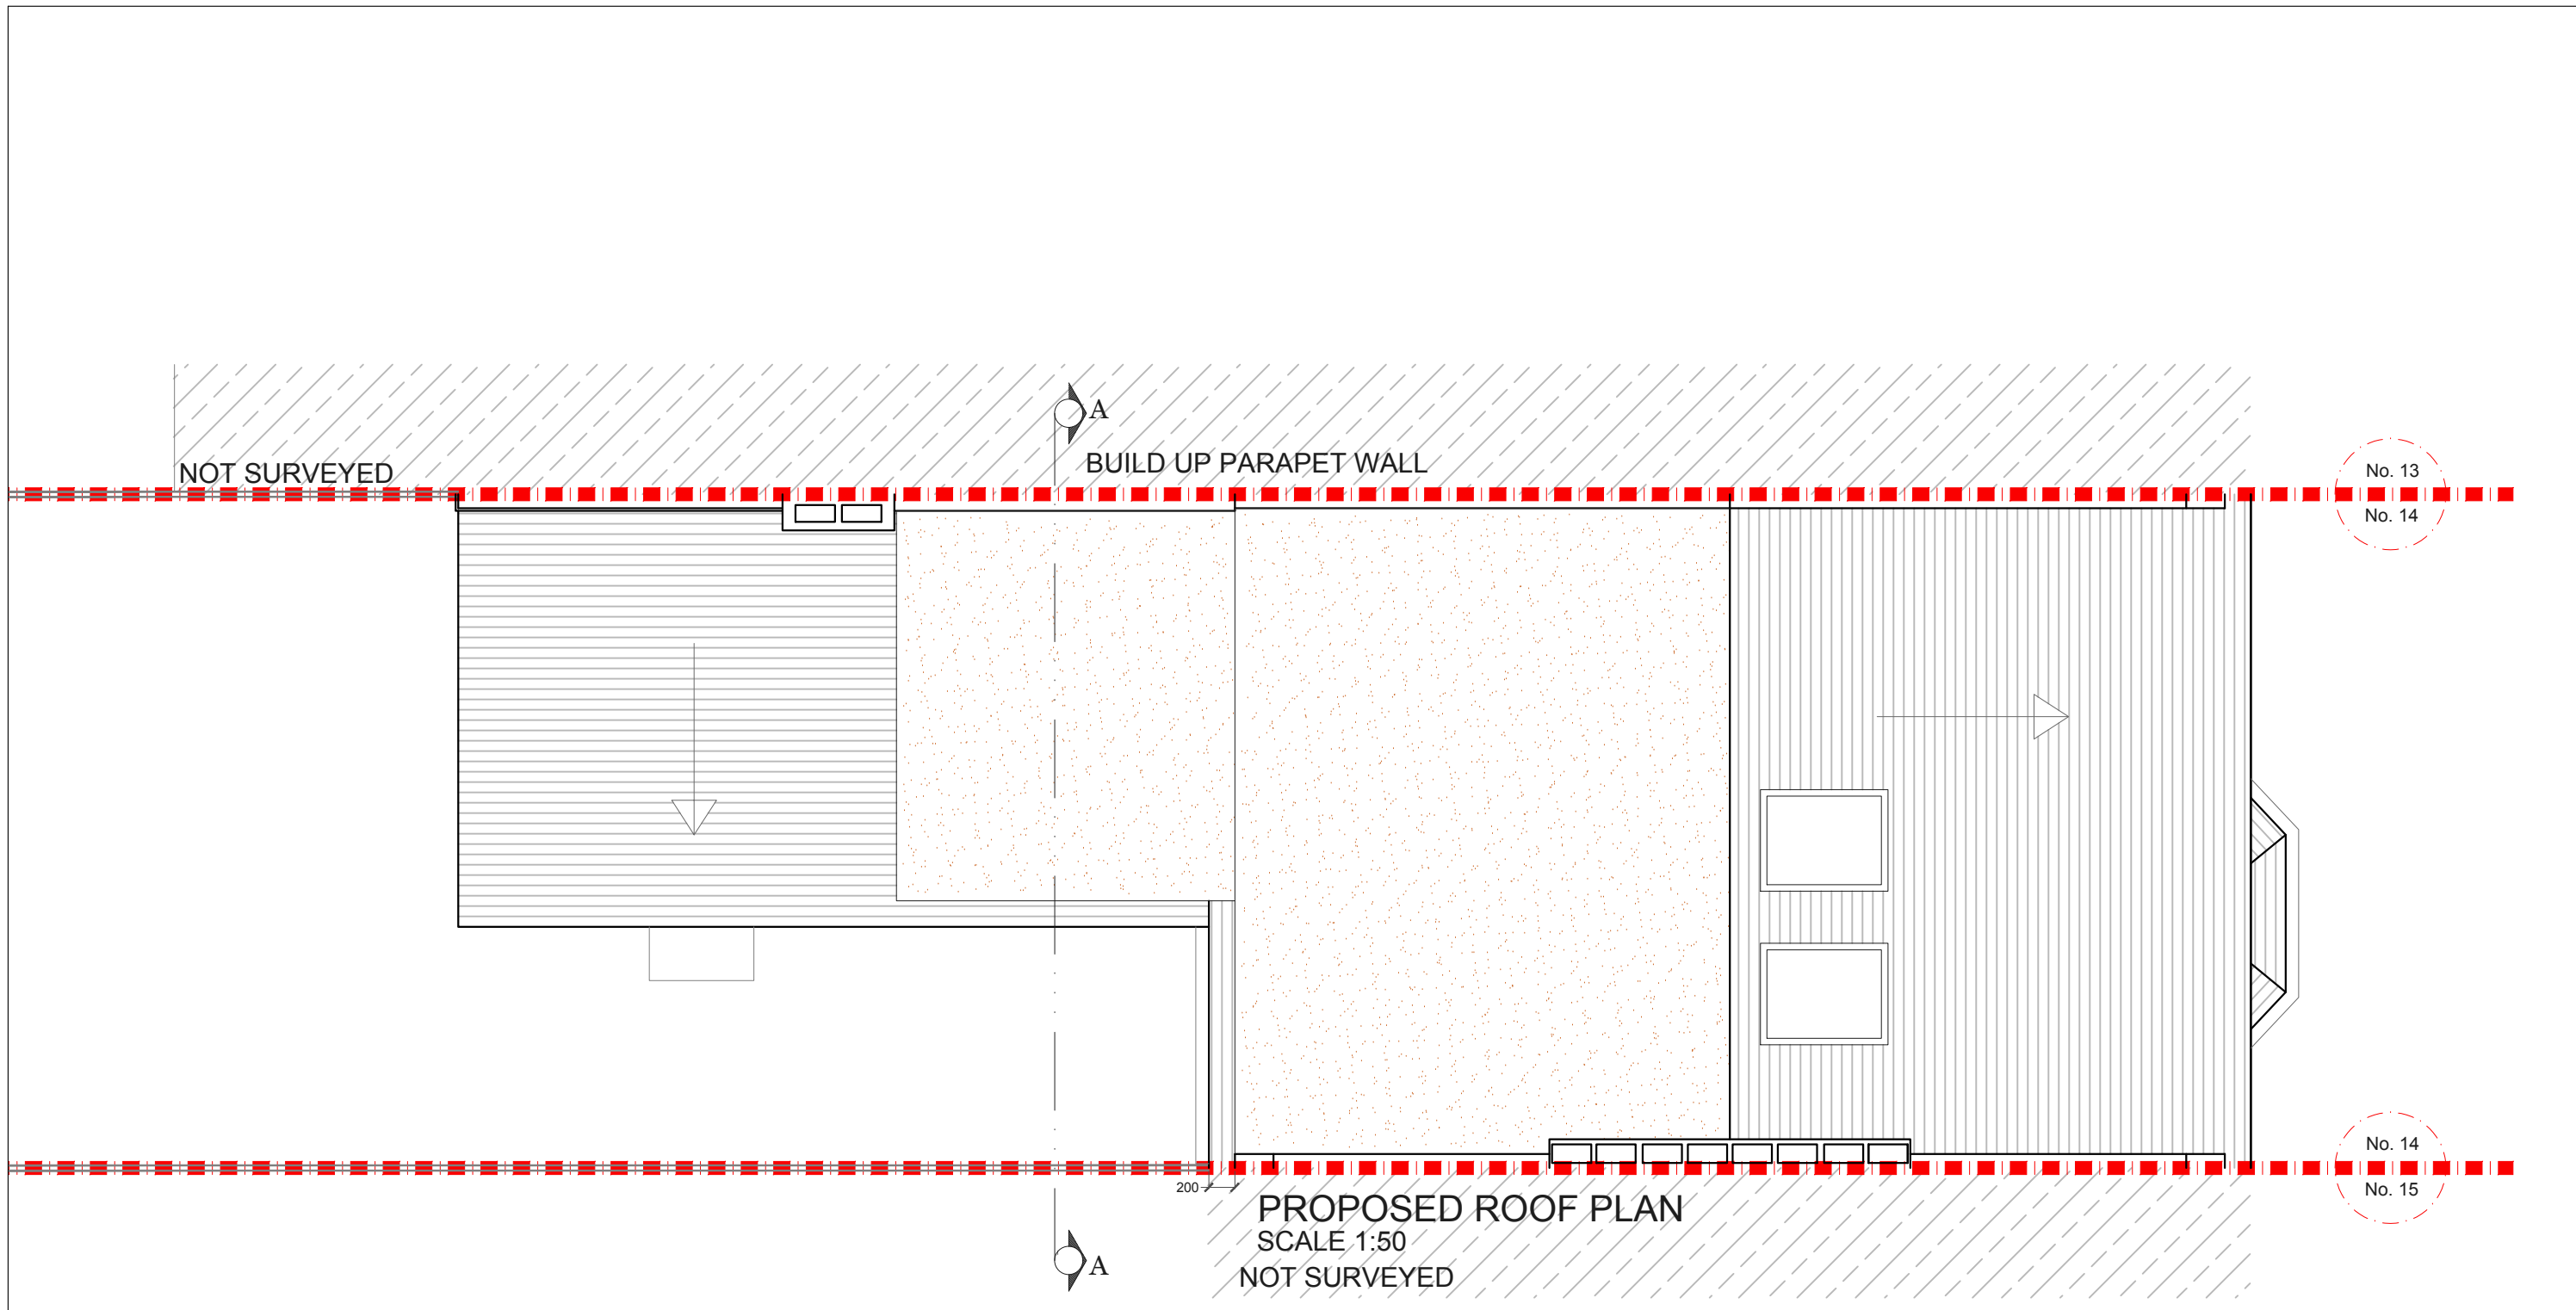 A
BUILD UP PARAPET WALL
NOT SURVEYED
No. 13
No. 14
No. 14
No. 15
200
PROPOSED ROOF PLAN
SCALE 1:50
A
NOT SURVEYED